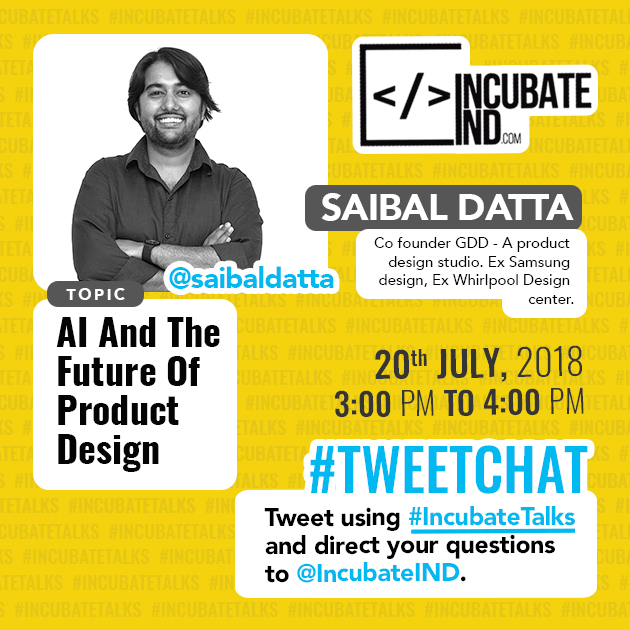 </>
INCUBATE
IND.COM
SAIBAL DATTA
Co founder GDD - A product
design studio. Ex Samsung
design, Ex Whirlpool Design
center.
@saibaldatta
TOPIC
AI And The
Future Of
Product
Design
20th JULY, 2018
3:00 PM TO 4:00 PM
#TWEETCHAT
Tweet using #IncubateTalks
and direct your questions
to @IncubateIND.
#INCUBATETALKS